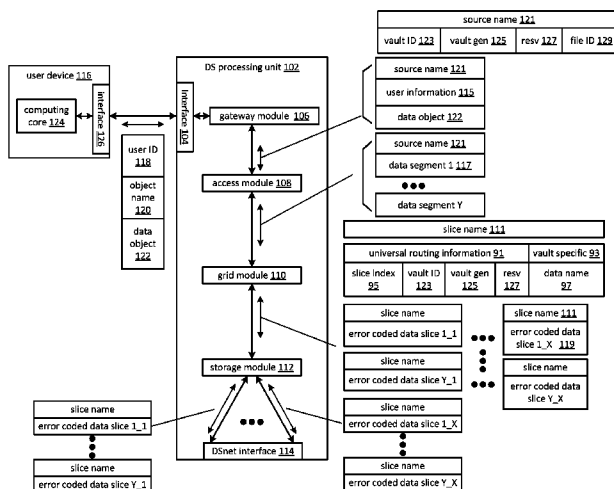 source name 121
vault ID 123 vault gen 125 resv 127 file ID 129
user device 116
computing core 124
interface 126
user ID 118
object name 120
data object 122
DS processing unit 102
interface 104
gateway module 106
access module 108
grid module 110
storage module 112
DSnet interface 114
source name 121
user information 115
data object 122
source name 121
data segment 1 117
data segment Y
slice name 111
universal routing information 91 vault specific 93
slice index 95 vault ID 123 vault gen 125 resv 127 data name 97
slice name
error coded data slice 1_1
slice name 111
error coded data slice 1_X 119
slice name
error coded data slice Y_1
slice name
error coded data slice Y_X
slice name
error coded data slice 1_1
slice name
error coded data slice Y_1
slice name
error coded data slice 1_X
slice name
error coded data slice Y_X